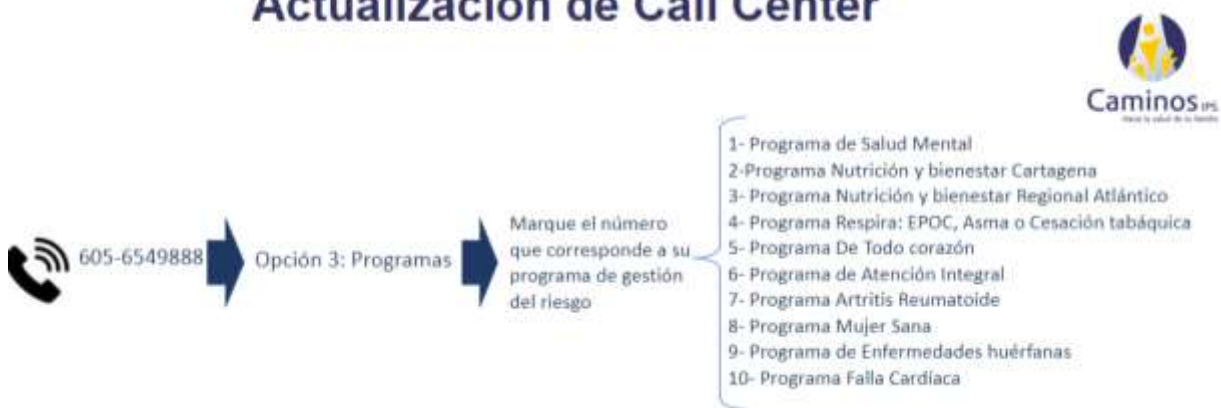 Actualización de Call Center
Caminos IPS
605-6549888
Opción 3: Programas
Marque el número
que corresponde a su
programa de gestión
del riesgo
1- Programa de Salud Mental
2-Programa Nutrición y bienestar Cartagena
3- Programa Nutrición y bienestar Regional Atlántico
4- Programa Respira: EPOC, Asma o Cesación tabáquica
5- Programa De Todo corazón
6- Programa de Atención Integral
7- Programa Artritis Reumatoide
8- Programa Mujer Sana
9- Programa de Enfermedades huérfanas
10- Programa Falla Cardíaca